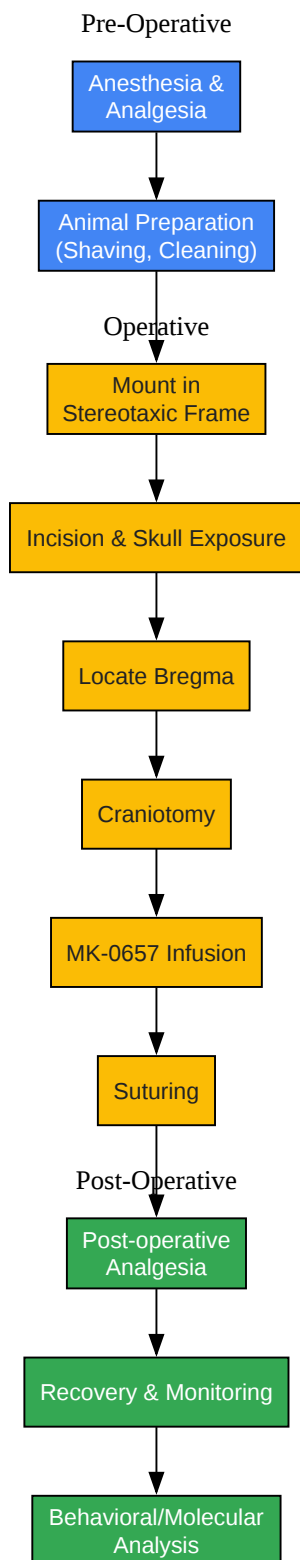 Pre-Operative
Anesthesia &
Analgesia
Animal Preparation
(Shaving, Cleaning)
Operative
Mount in
Stereotaxic Frame
Incision & Skull Exposure
Locate Bregma
Craniotomy
MK-0657 Infusion
Suturing
Post-Operative
Post-operative
Analgesia
Recovery & Monitoring
Behavioral/Molecular
Analysis